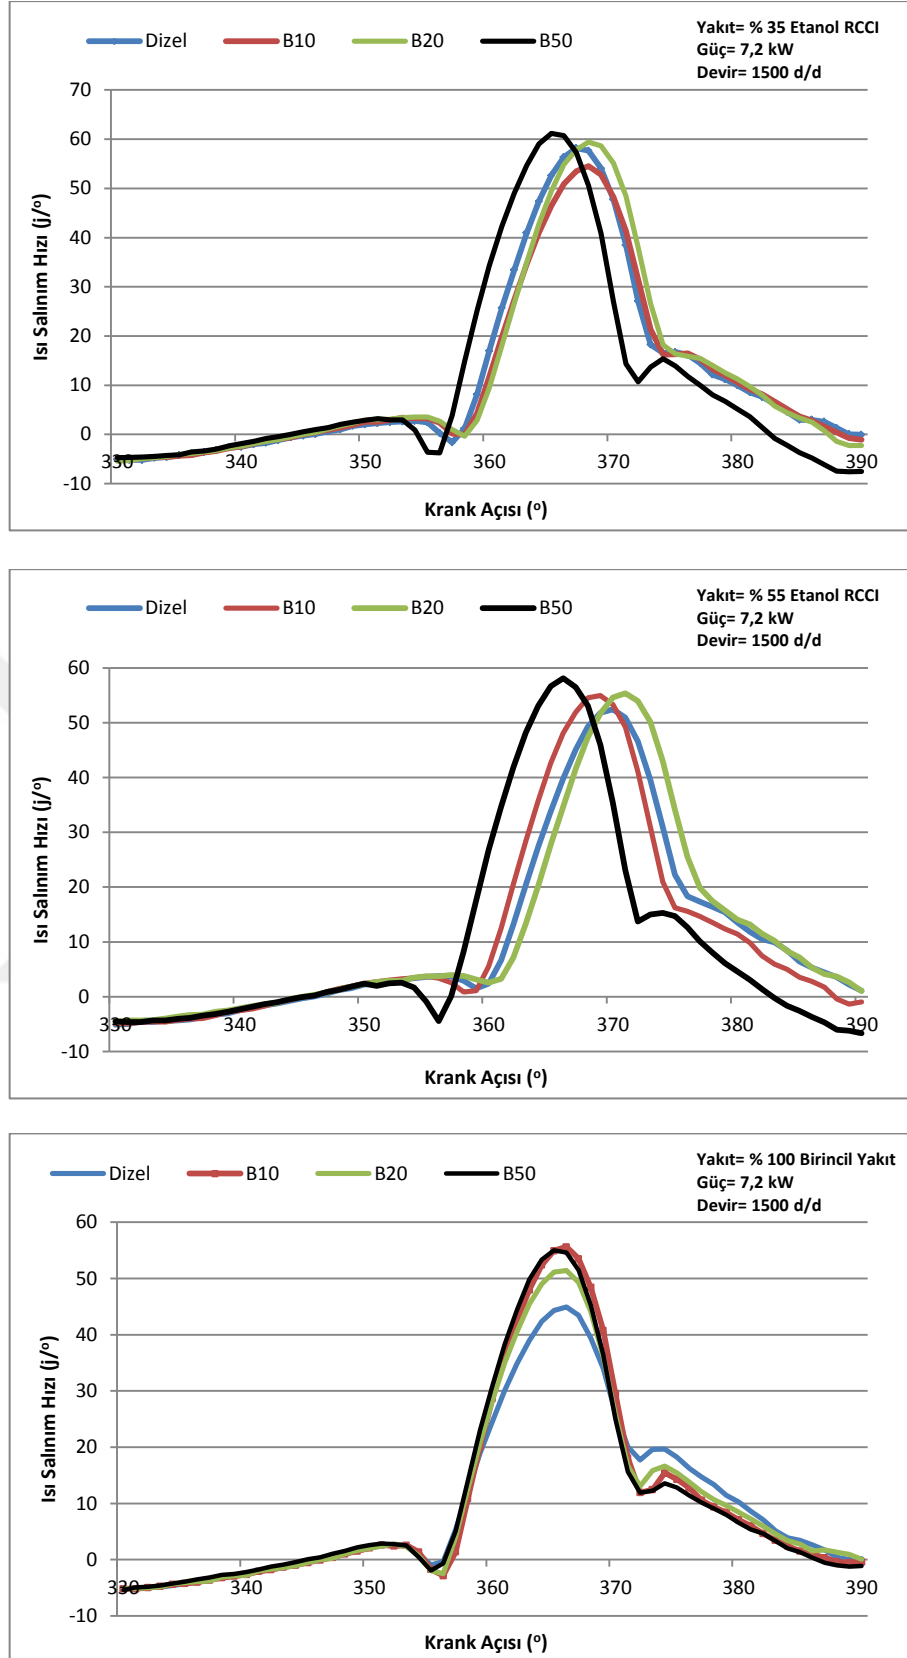 Dizel B10 B20 B50
Yakıt= % 35 Etanol RCCI
Güç= 7,2 kW
Devir= 1500 d/d
70
60
50
40
30
20
10
0
-10
330 340 350 360 370 380 390
Isı Salınım Hızı (j/º)
Krank Açısı (º)
Dizel B10 B20 B50
Yakıt= % 55 Etanol RCCI
Güç= 7,2 kW
Devir= 1500 d/d
60
50
40
30
20
10
0
-10
330 340 350 360 370 380 390
Isı Salınım Hızı (j/º)
Krank Açısı (º)
Dizel B10 B20 B50
Yakıt= % 100 Birincil Yakıt
Güç= 7,2 kW
Devir= 1500 d/d
60
50
40
30
20
10
0
-10
330 340 350 360 370 380 390
Isı Salınım Hızı (j/º)
Krank Açısı (º)